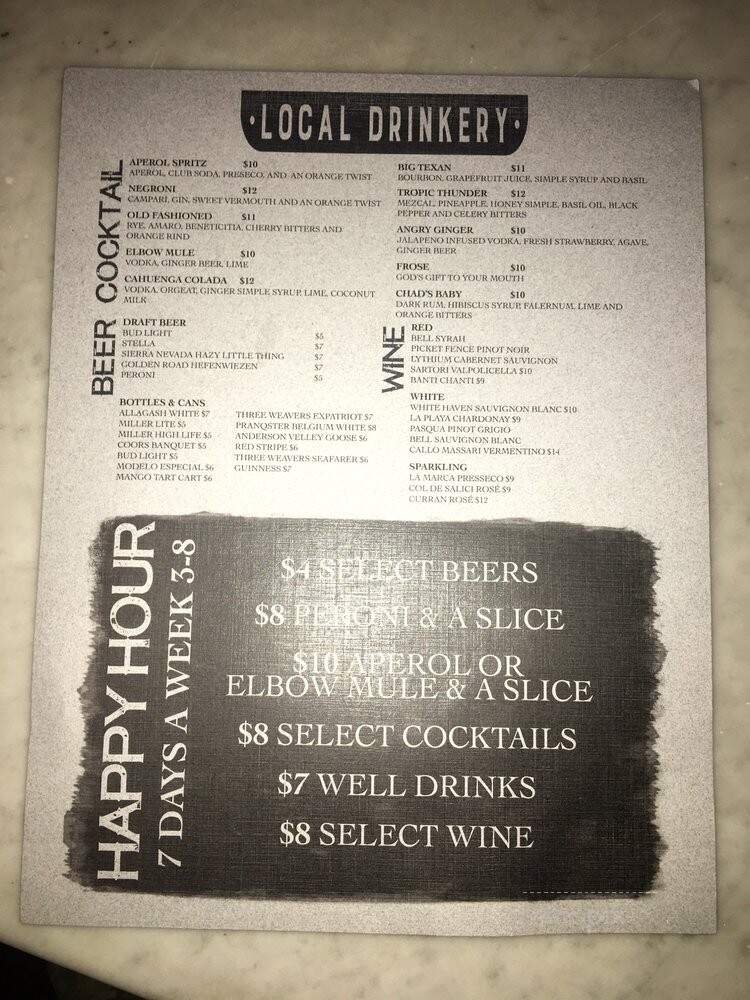 ·LOCAL DRINKERY·
COCKTAIL
APEROL SPRITZ $10
APEROL, CLUB SODA, PRESECO, AND AN ORANGE TWIST
NEGRONI $12
CAMPARI, GIN, SWEET VERMOUTH AND AN ORANGE TWIST
OLD FASHIONED $11
RYE, AMARO, BENETICITIA, CHERRY BITTERS AND
ORANGE RIND
ELBOW MULE $10
VODKA, GINGER BEER, LIME
CAHUENGA COLADA $12
VODKA, ORGEAT, GINGER SIMPLE SYRUP, LIME, COCONUT
MILK
BIG TEXAN $11
BOURBON, GRAPEFRUIT JUICE, SIMPLE SYRUP AND BASIL
TROPIC THUNDER $12
MEZCAL, PINEAPPLE, HONEY SIMPLE, BASIL OIL, BLACK
PEPPER AND CELERY BITTERS
ANGRY GINGER $10
JALAPENO INFUSED VODKA, FRESH STRAWBERRY, AGAVE,
GINGER BEER
FROSE $10
GOD'S GIFT TO YOUR MOUTH
CHAD'S BABY $10
DARK RUM, HIBISCUS SYRUP, FALERNUM, LIME AND
ORANGE BITTERS
BEER
DRAFT BEER
BUD LIGHT $5
STELLA $7
SIERRA NEVADA HAZY LITTLE THING $7
GOLDEN ROAD HEFENWIEZEN $7
PERONI $5
BOTTLES & CANS
ALLAGASH WHITE $7
MILLER LITE $5
MILLER HIGH LIFE $5
COORS BANQUET $5
BUD LIGHT $5
MODELO ESPECIAL $6
MANGO TART CART $6
THREE WEAVERS EXPATRIOT $7
PRANQSTER BELGIUM WHITE $8
ANDERSON VELLEY GOOSE $6
RED STRIPE $6
THREE WEAVERS SEAFARER $6
GUINNESS $7
WINE
RED
BELL SYRAH
PICKET FENCE PINOT NOIR
LYTHIUM CABERNET SAUVIGNON
SARTORI VALPOLICELLA $10
BANTI CHANTI $9
WHITE
WHITE HAVEN SAUVIGNON BLANC $10
LA PLAYA CHARDONAY $9
PASQUA PINOT GRIGIO
BELL SAUVIGNON BLANC
CALLO MASSARI VERMENTINO $14
SPARKLING
LA MARCA PRESSECO $9
COL DE SALICI ROSÉ $9
CURRAN ROSÉ $12
HAPPY HOUR
7 DAYS A WEEK 3-8
$4 SELECT BEERS
$8 PERONI & A SLICE
$10 APEROL OR
ELBOW MULE & A SLICE
$8 SELECT COCKTAILS
$7 WELL DRINKS
$8 SELECT WINE